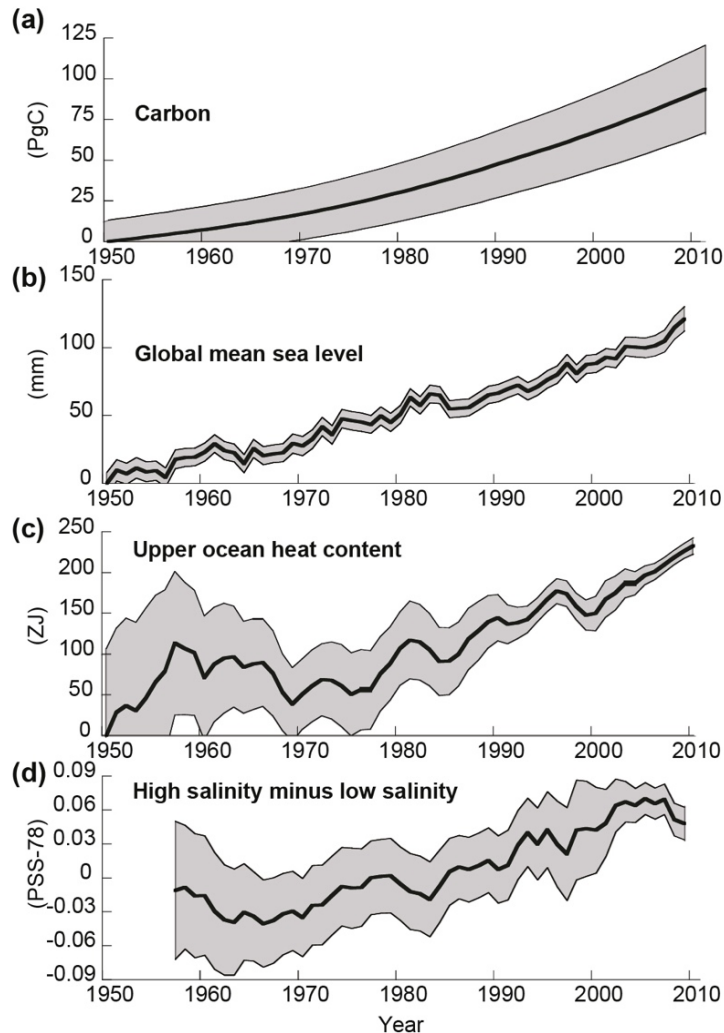 (a)
125
100
75
50
25
0
(PgC)
Carbon
1950 1960 1970 1980 1990 2000 2010
(b)
150
100
50
0
(mm)
Global mean sea level
1950 1960 1970 1980 1990 2000 2010
(c)
250
200
150
100
50
0
(ZJ)
Upper ocean heat content
1950 1960 1970 1980 1990 2000 2010
(d)
0.09
0.06
0.03
0
-0.03
-0.06
-0.09
(PSS-78)
High salinity minus low salinity
1950 1960 1970 1980 1990 2000 2010
Year